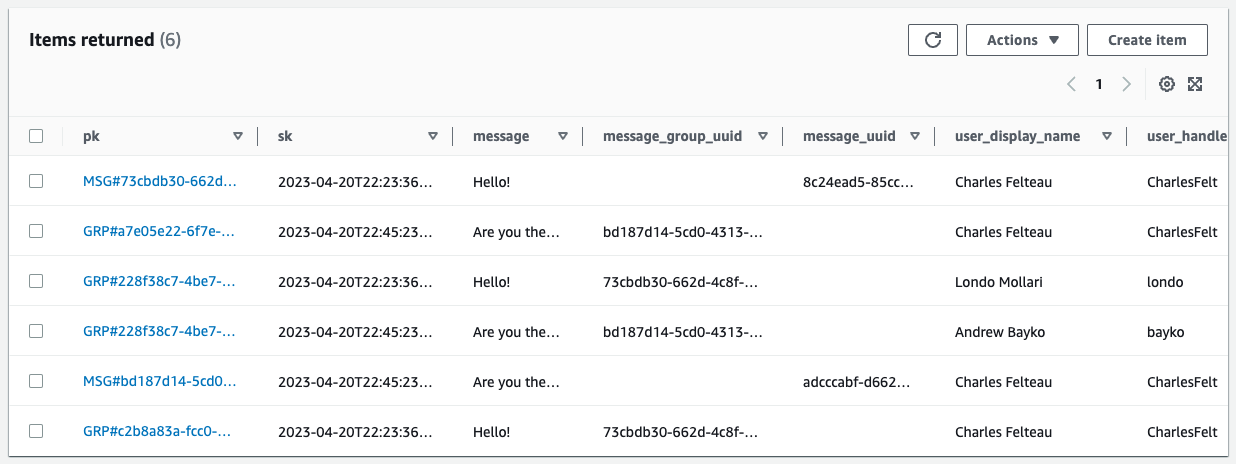 Items returned (6)
Actions
Create item
1
pk sk message message_group_uuid message_uuid user_display_name user_handle
MSG#73cbdb30-662d... 2023-04-20T22:23:36... Hello! 8c24ead5-85cc... Charles Felteau CharlesFelt
GRP#a7e05e22-6f7e-... 2023-04-20T22:45:23... Are you the... bd187d14-5cd0-4313-... Charles Felteau CharlesFelt
GRP#228f38c7-4be7-... 2023-04-20T22:23:36... Hello! 73cbdb30-662d-4c8f-... Londo Mollari londo
GRP#228f38c7-4be7-... 2023-04-20T22:45:23... Are you the... bd187d14-5cd0-4313-... Andrew Bayko bayko
MSG#bd187d14-5cd0... 2023-04-20T22:45:23... Are you the... adcccabf-d662... Charles Felteau CharlesFelt
GRP#c2b8a83a-fcc0-... 2023-04-20T22:23:36... Hello! 73cbdb30-662d-4c8f-... Charles Felteau CharlesFelt